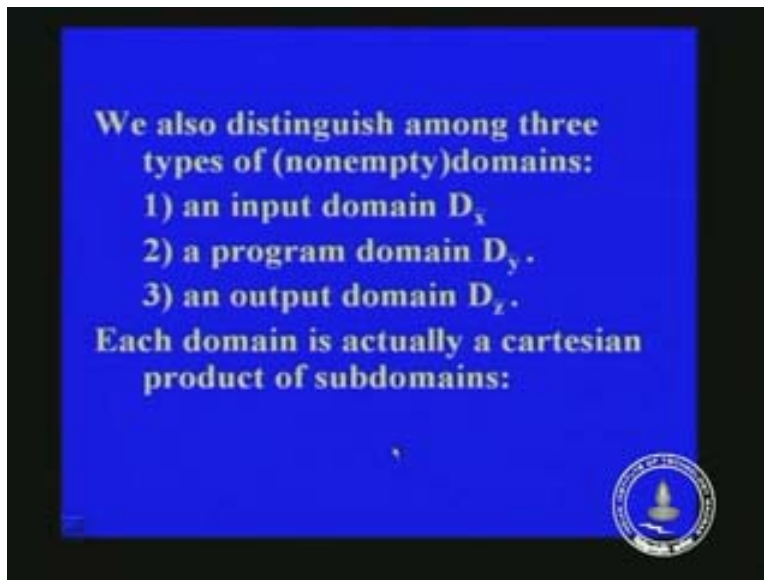 We also distinguish among three
types of (nonempty)domains:
1) an input domain Dx
2) a program domain Dy.
3) an output domain Dz.
Each domain is actually a cartesian
product of subdomains: